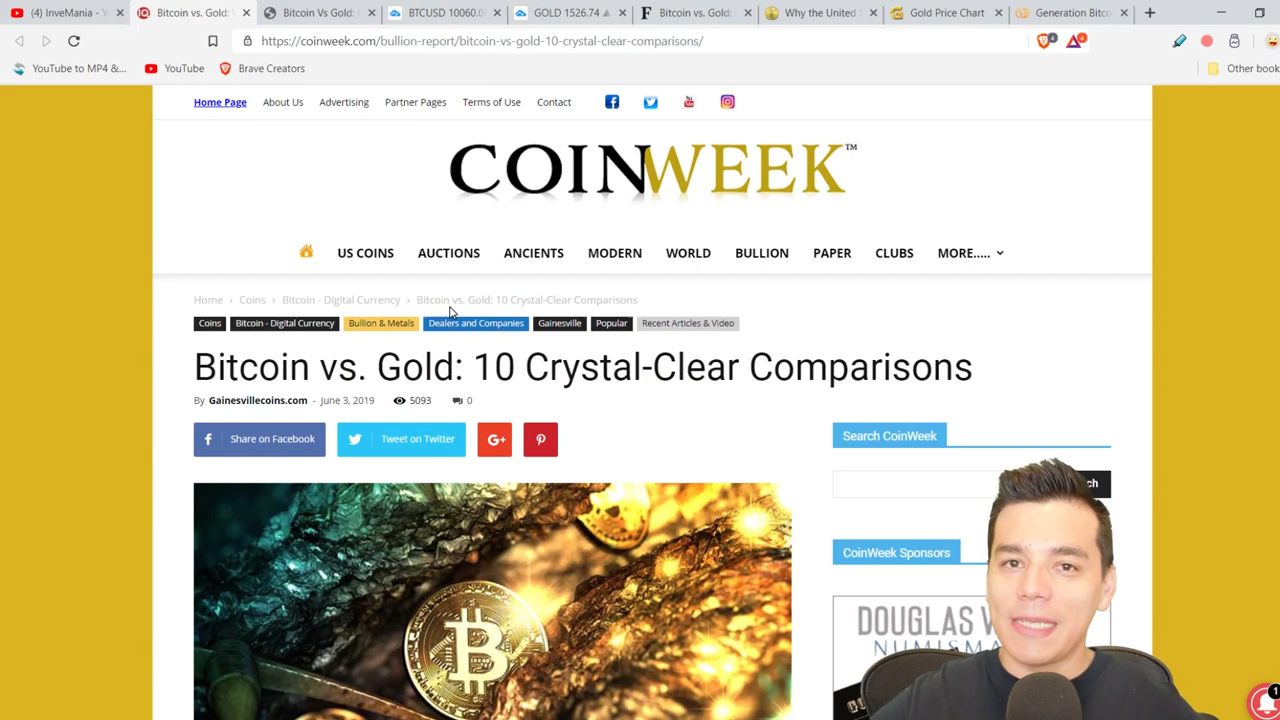 (4) InveMania - Yo
Bitcoin vs. Gold:
Bitcoin Vs Gold:
BTCUSD 10060.0
GOLD 1526.74 ▲
Bitcoin vs. Gold:
Why the United S
Gold Price Chart
Generation Bitco
https://coinweek.com/bullion-report/bitcoin-vs-gold-10-crystal-clear-comparisons/
4
4
YouTube to MP4 &...
YouTube
Brave Creators
Other book
Home Page
About Us
Advertising
Partner Pages
Terms of Use
Contact
COINWEEK™
US COINS
AUCTIONS
ANCIENTS
MODERN
WORLD
BULLION
PAPER
CLUBS
MORE.....
Home › Coins › Bitcoin - Digital Currency › Bitcoin vs. Gold: 10 Crystal-Clear Comparisons
Coins
Bitcoin - Digital Currency
Bullion & Metals
Dealers and Companies
Gainesville
Popular
Recent Articles & Video
Bitcoin vs. Gold: 10 Crystal-Clear Comparisons
By Gainesvillecoins.com - June 3, 2019
5093
0
Share on Facebook
Tweet on Twitter
G+
Search CoinWeek
ch
CoinWeek Sponsors
DOUGLAS W
NUMISMA
1